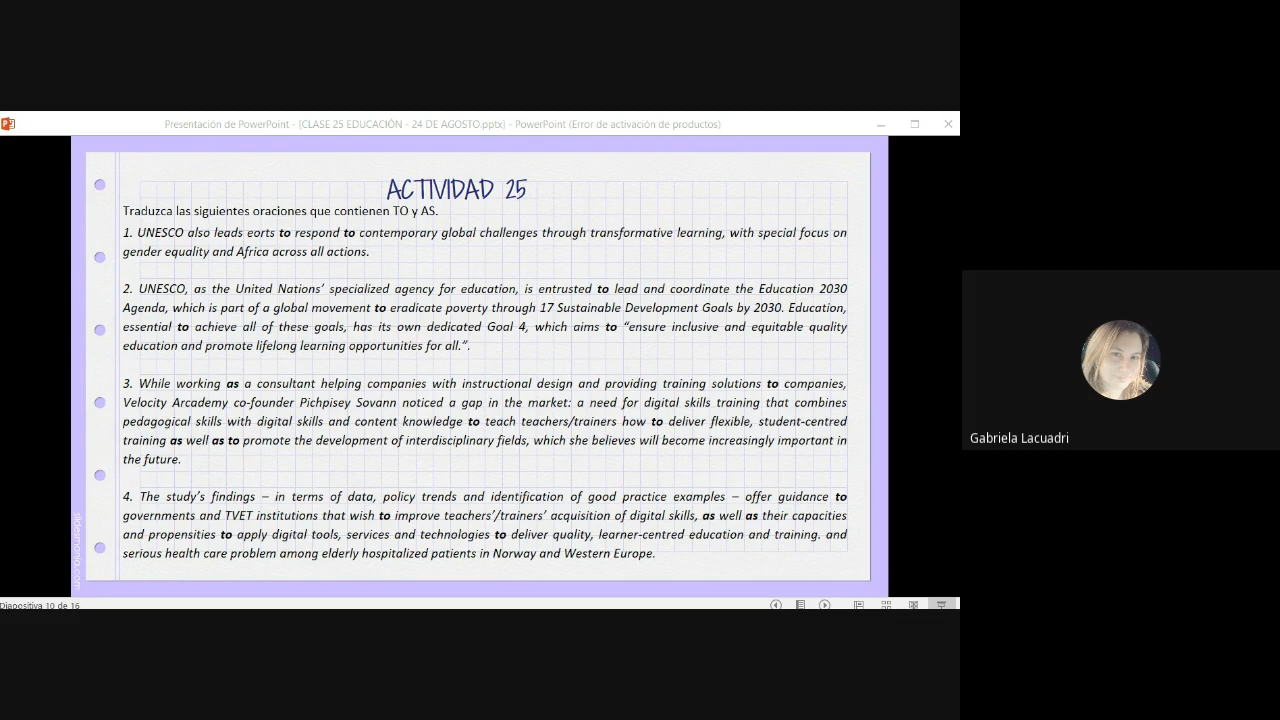 Presentación de PowerPoint - [CLASE 25 EDUCACIÓN - 24 DE AGOSTO.pptx] - PowerPoint (Error de activación de productos)
ACTIVIDAD 25
Traduzca las siguientes oraciones que contienen TO y AS.
1. UNESCO also leads eorts to respond to contemporary global challenges through transformative learning, with special focus on
gender equality and Africa across all actions.
2. UNESCO, as the United Nations’ specialized agency for education, is entrusted to lead and coordinate the Education 2030
Agenda, which is part of a global movement to eradicate poverty through 17 Sustainable Development Goals by 2030. Education,
essential to achieve all of these goals, has its own dedicated Goal 4, which aims to “ensure inclusive and equitable quality
education and promote lifelong learning opportunities for all.”.
3. While working as a consultant helping companies with instructional design and providing training solutions to companies,
Velocity Arcademy co-founder Pichpisey Sovann noticed a gap in the market: a need for digital skills training that combines
pedagogical skills with digital skills and content knowledge to teach teachers/trainers how to deliver flexible, student-centred
training as well as to promote the development of interdisciplinary fields, which she believes will become increasingly important in
the future.
4. The study’s findings – in terms of data, policy trends and identification of good practice examples – offer guidance to
governments and TVET institutions that wish to improve teachers’/trainers’ acquisition of digital skills, as well as their capacities
and propensities to apply digital tools, services and technologies to deliver quality, learner-centred education and training. and
serious health care problem among elderly hospitalized patients in Norway and Western Europe.
slidesmania.com
Diapositiva 10 de 16
Gabriela Lacuadri